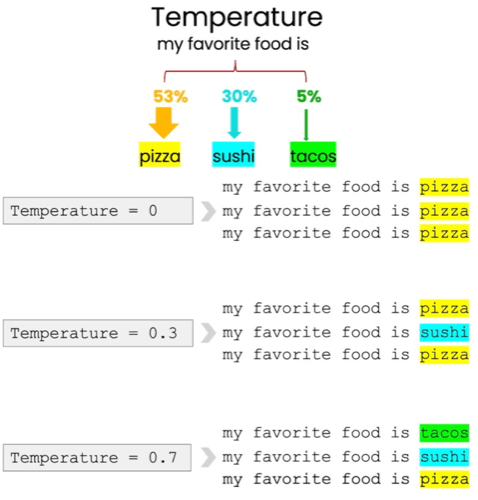 Temperature
my favorite food is
53% 30% 5%
pizza sushi tacos
my favorite food is pizza
Temperature = 0 my favorite food is pizza
my favorite food is pizza
my favorite food is pizza
Temperature = 0.3 my favorite food is sushi
my favorite food is pizza
my favorite food is tacos
Temperature = 0.7 my favorite food is sushi
my favorite food is pizza